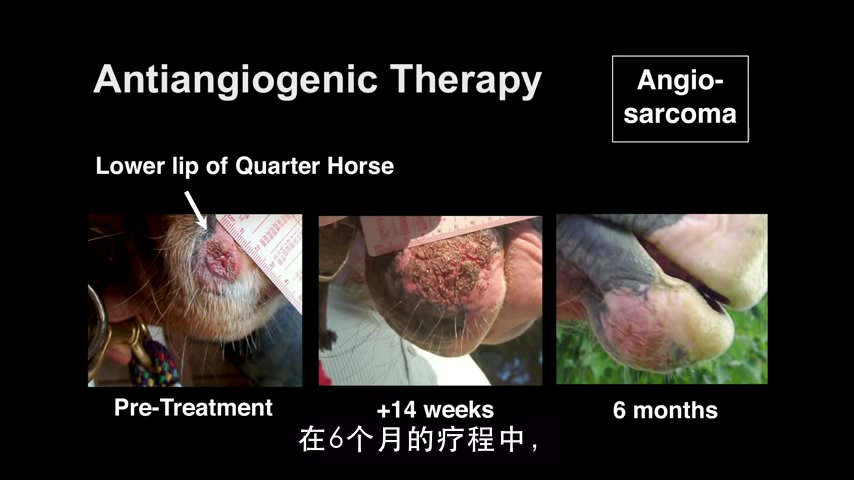 Antiangiogenic Therapy
Angio-
sarcoma
Lower lip of Quarter Horse
Pre-Treatment
+14 weeks
6 months
在6个月的疗程中，